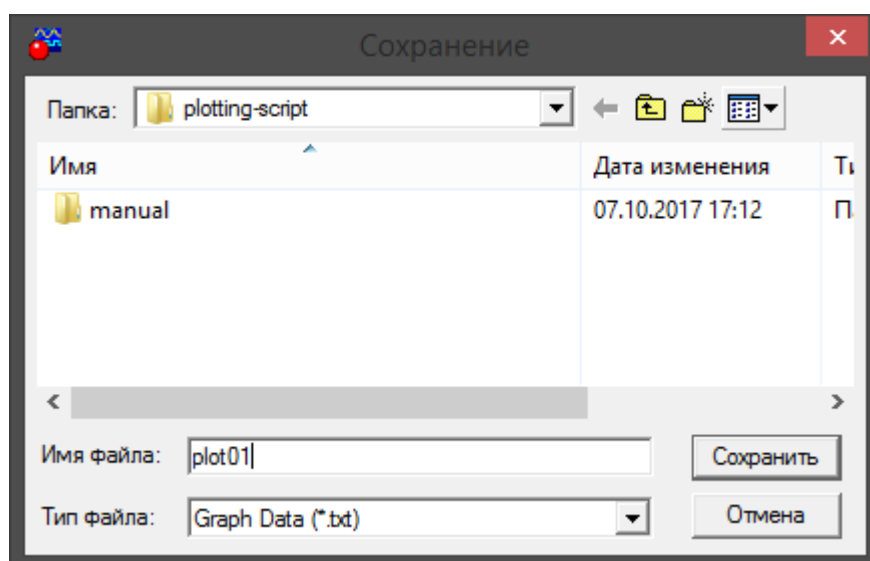 Сохранение
Папка: plotting-script
Имя Дата изменения Ти
manual 07.10.2017 17:12 П
Имя файла: plot01 Сохранить
Тип файла: Graph Data (*.txt) Отмена